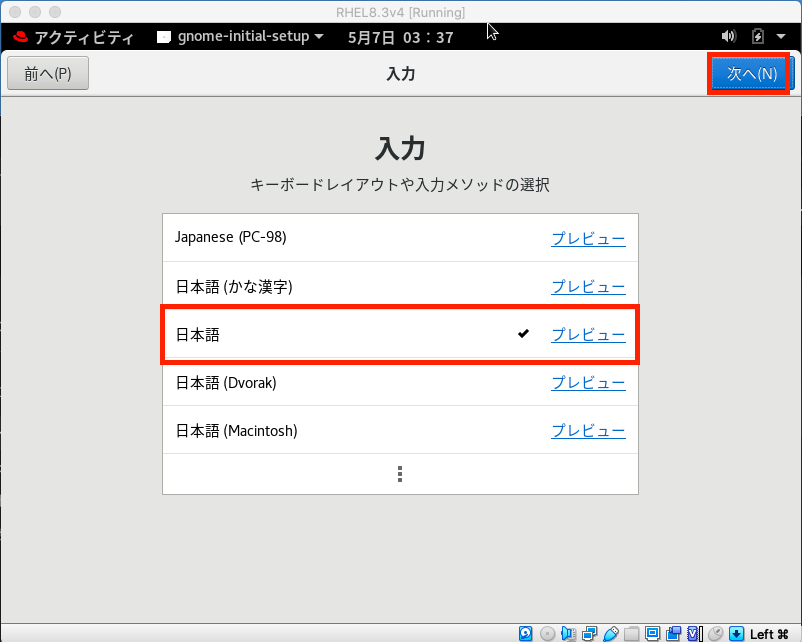 RHEL8.3v4 [Running]
アクティビティ gnome-initial-setup 5月7日 03：37
前へ(P) 入力 次へ(N)
入力
キーボードレイアウトや入力メソッドの選択
Japanese (PC-98) プレビュー
日本語 (かな漢字) プレビュー
日本語 プレビュー
日本語 (Dvorak) プレビュー
日本語 (Macintosh) プレビュー
Left ⌘